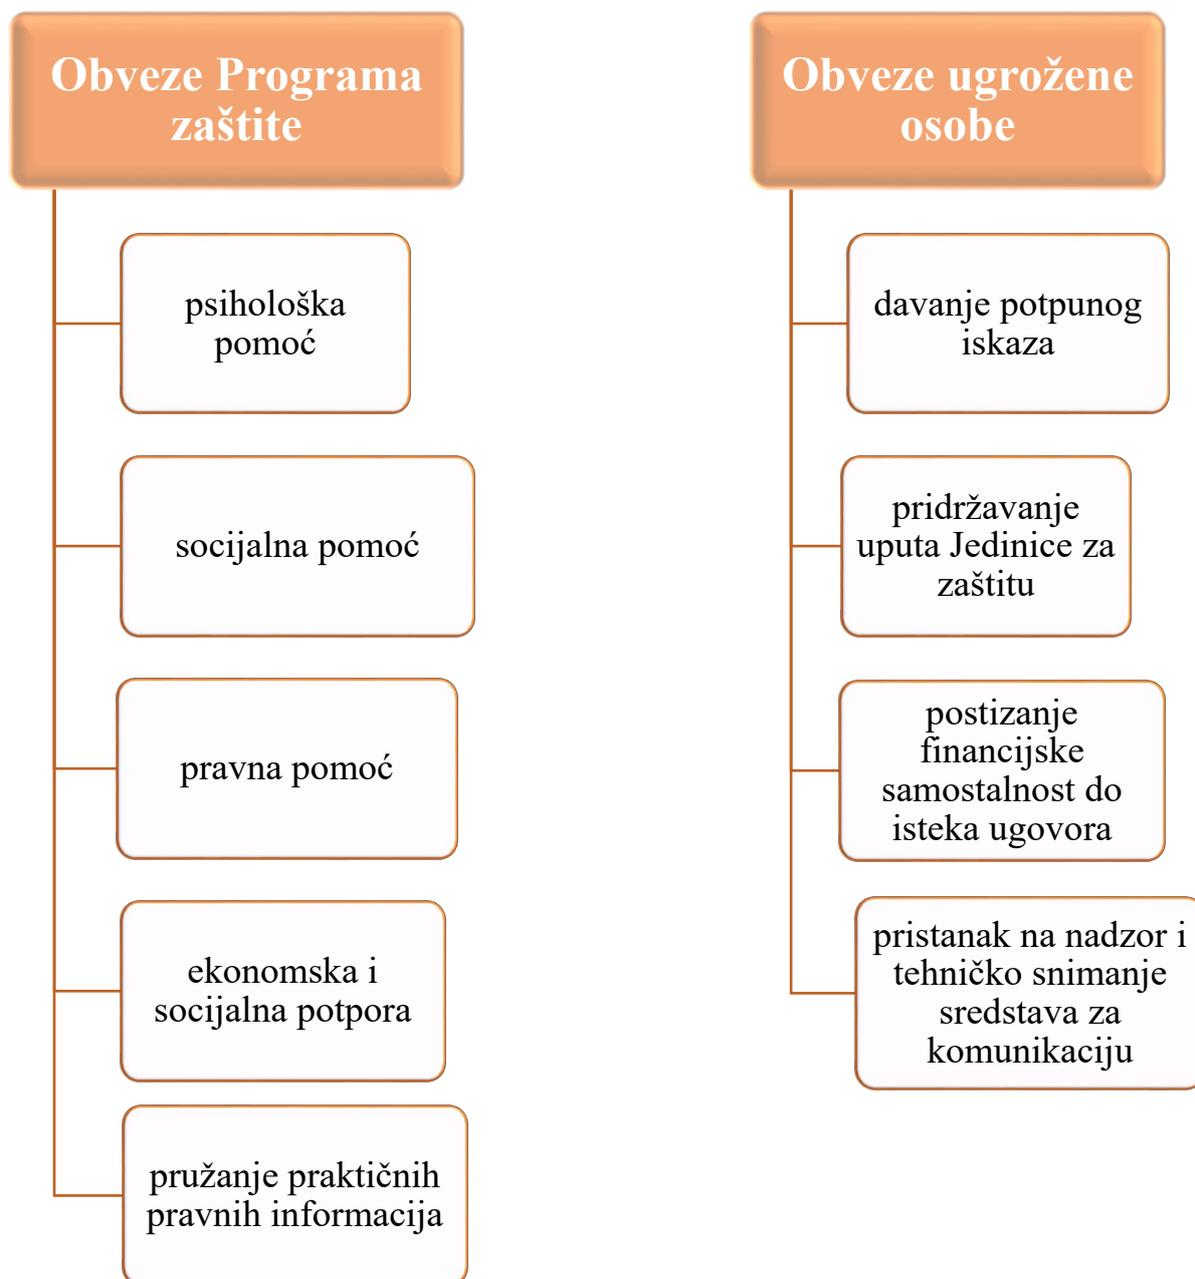 Obveze Programa
zaštite
psihološka
pomoć
socijalna pomoć
pravna pomoć
ekonomska i
socijalna potpora
pružanje praktičnih
pravnih informacija
Obveze ugrožene
osobe
davanje potpunog
iskaza
pridržavanje
uputa Jedinice za
zaštitu
postizanje
financijske
samostalnost do
isteka ugovora
pristanak na nadzor i
tehničko snimanje
sredstava za
komunikaciju